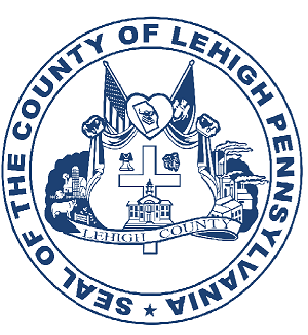 SEAL OF THE COUNTY OF LEHIGH PENNSYLVANIA
LEHIGH COUNTY